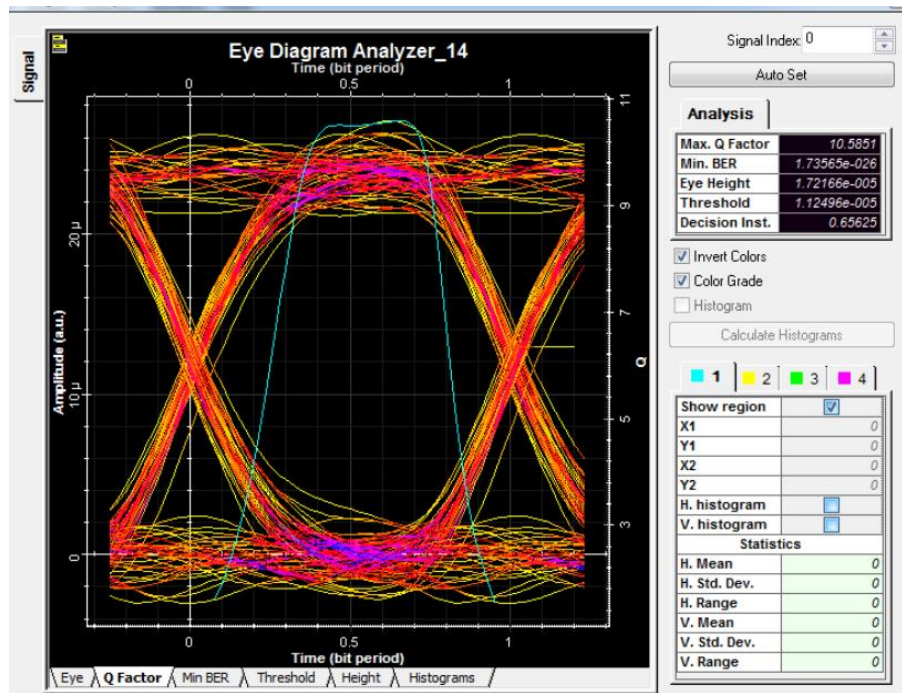 Signal
Eye Diagram Analyzer_14
Time (bit period)
0 0.5 1
Amplitude (a.u.)
20 µ
10 µ
0
11
9
7
5
3
Q
0 0.5 1
Time (bit period)
Eye Q Factor Min BER Threshold Height Histograms
Signal Index: 0
Auto Set
Analysis
Max. Q Factor 10.5851
Min. BER 1.73565e-026
Eye Height 1.72166e-005
Threshold 1.12496e-005
Decision Inst. 0.65625
Invert Colors
Color Grade
Histogram
Calculate Histograms
1 2 3 4
Show region
X1 0
Y1 0
X2 0
Y2 0
H. histogram
V. histogram
Statistics
H. Mean 0
H. Std. Dev. 0
H. Range 0
V. Mean 0
V. Std. Dev. 0
V. Range 0